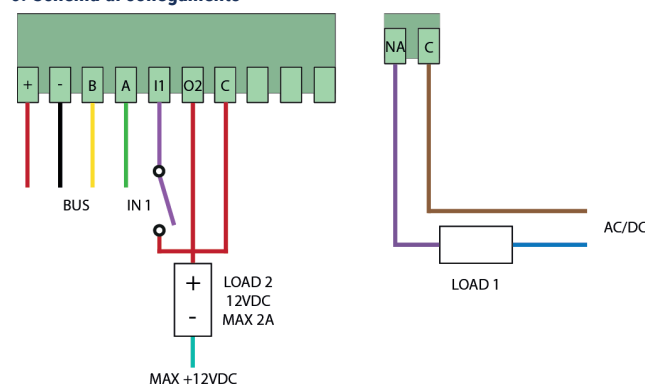 + - B A I1 O2 C
NA C
BUS
IN 1
AC/DC
+
-
LOAD 2
12VDC
MAX 2A
LOAD 1
MAX +12VDC